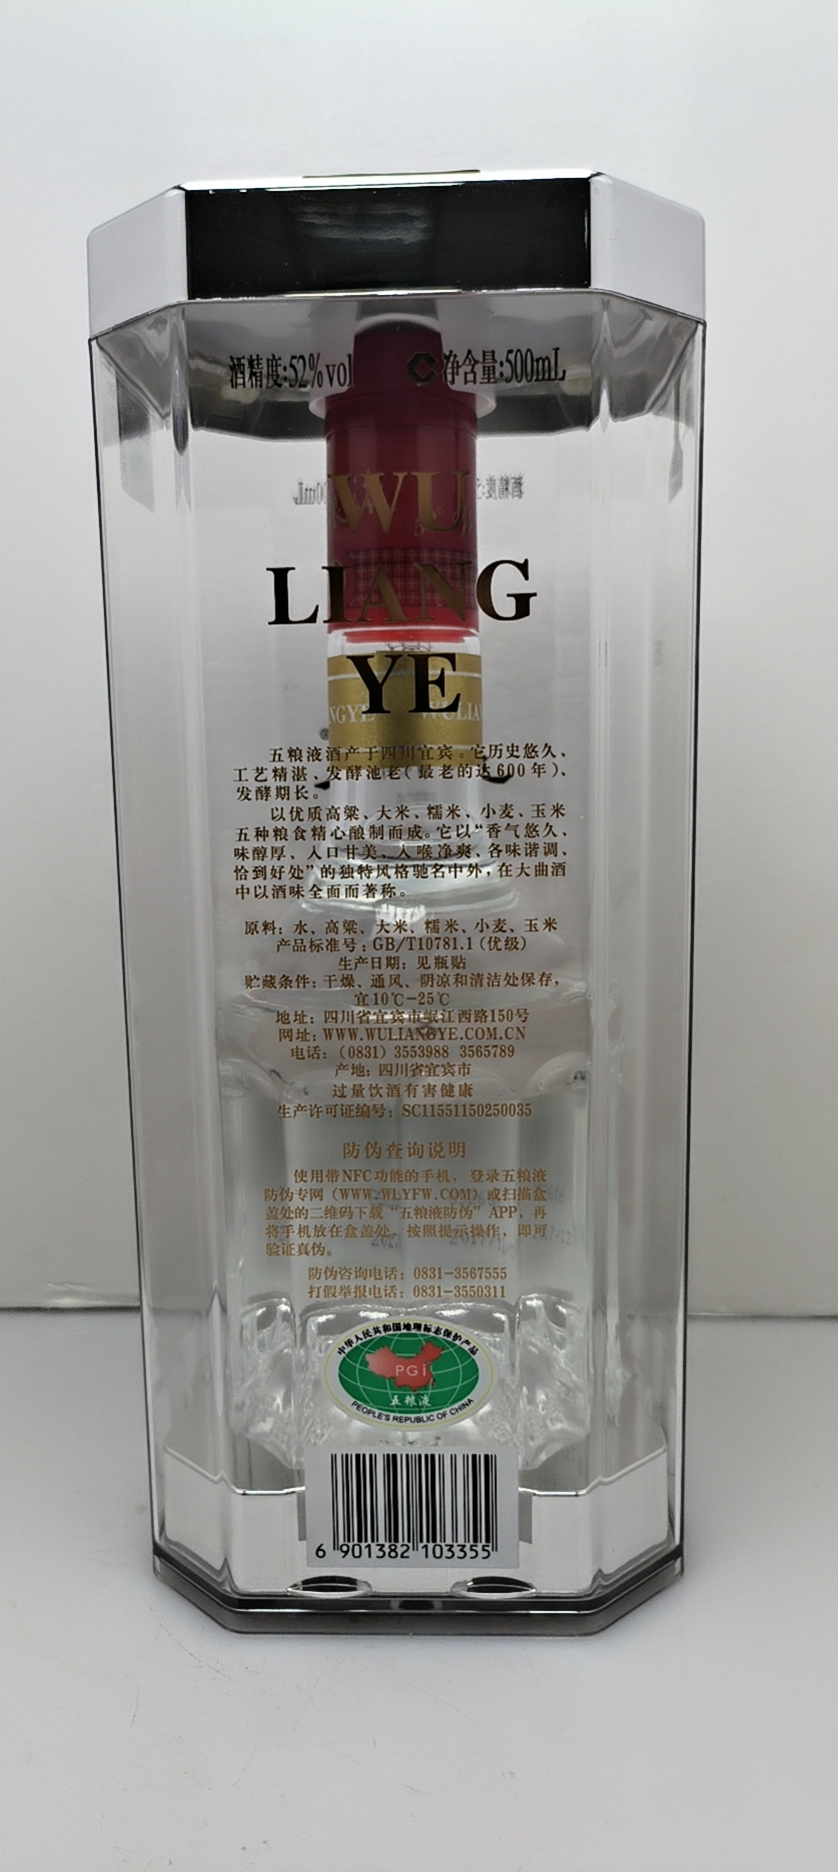 酒精度:52%vol 净含量:500mL
WU
LIANG
YE
NGYE WULIA
五粮液酒产于四川宜宾。它历史悠久、
工艺精湛、发酵池老(最老的达600年)、
发酵期长。
以优质高粱、大米、糯米、小麦、玉米
五种粮食精心酿制而成。它以“香气悠久、
味醇厚、入口甘美、入喉净爽、各味谐调、
恰到好处”的独特风格驰名中外,在大曲酒
中以酒味全面而著称。
原料: 水、高粱、大米、糯米、小麦、玉米
产品标准号: GB/T10781.1 (优级)
生产日期: 见瓶贴
贮藏条件: 干燥、通风、阴凉和清洁处保存,
宜10℃-25℃
地址: 四川省宜宾市岷江西路150号
网址: WWW.WULIANGYE.COM.CN
电话: (0831) 3553988 3565789
产地: 四川省宜宾市
过量饮酒有害健康
生产许可证编号: SC11551150250035
防伪查询说明
使用带NFC功能的手机, 登录五粮液
防伪专网 (WWW.WLYFW.COM) 或扫描盒
盖处的二维码下载“五粮液防伪”APP, 再
将手机放在盒盖处, 按照提示操作, 即可
验证真伪。
防伪咨询电话: 0831-3567555
打假举报电话: 0831-3550311
中华人民共和国地理标志保护产品
PGI
五粮液
PEOPLE'S REPUBLIC OF CHINA
6 901382 103355